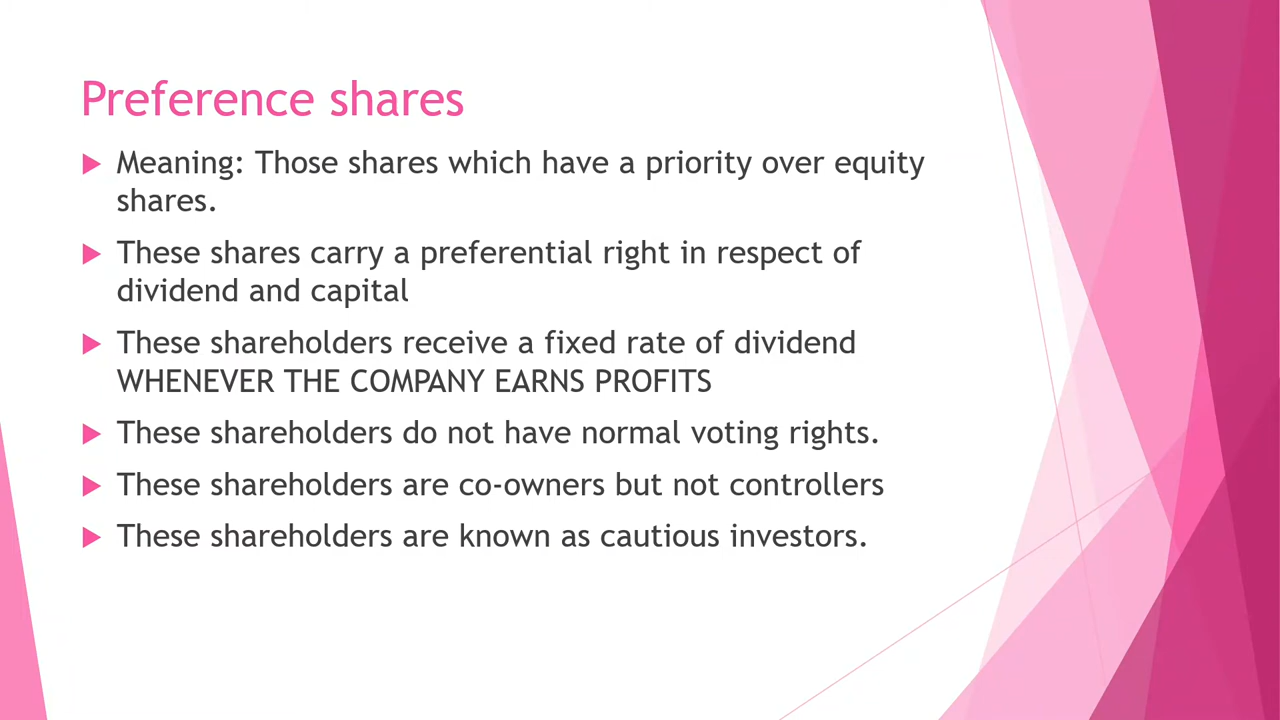 Preference shares
Meaning: Those shares which have a priority over equity
shares.
These shares carry a preferential right in respect of
dividend and capital
These shareholders receive a fixed rate of dividend
WHENEVER THE COMPANY EARNS PROFITS
These shareholders do not have normal voting rights.
These shareholders are co-owners but not controllers
These shareholders are known as cautious investors.